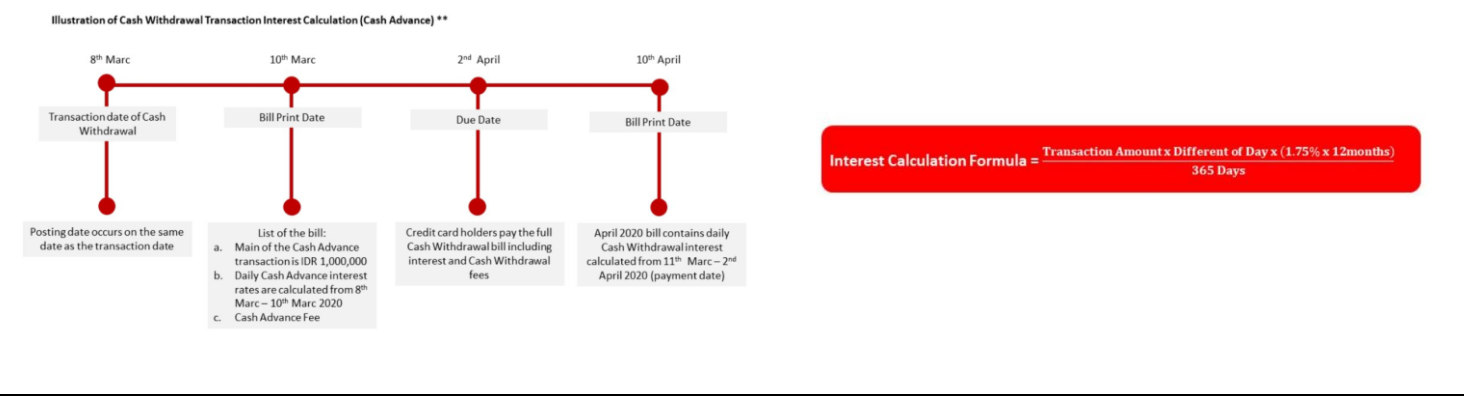 Illustration of Cash Withdrawal Transaction Interest Calculation (Cash Advance) **
8th Marc
10th Marc
2nd April
10th April
Transaction date of Cash
Withdrawal
Bill Print Date
Due Date
Bill Print Date
Posting date occurs on the same
date as the transaction date
List of the bill:
a. Main of the Cash Advance
transaction is IDR 1,000,000
b. Daily Cash Advance interest
rates are calculated from 8th
Marc – 10th Marc 2020
c. Cash Advance Fee
Credit card holders pay the full
Cash Withdrawal bill including
interest and Cash Withdrawal
fees
April 2020 bill contains daily
Cash Withdrawal interest
calculated from 11th Marc – 2nd
April 2020 (payment date)
Interest Calculation Formula =
Transaction Amount x Different of Day x (1.75% x 12months)
365 Days